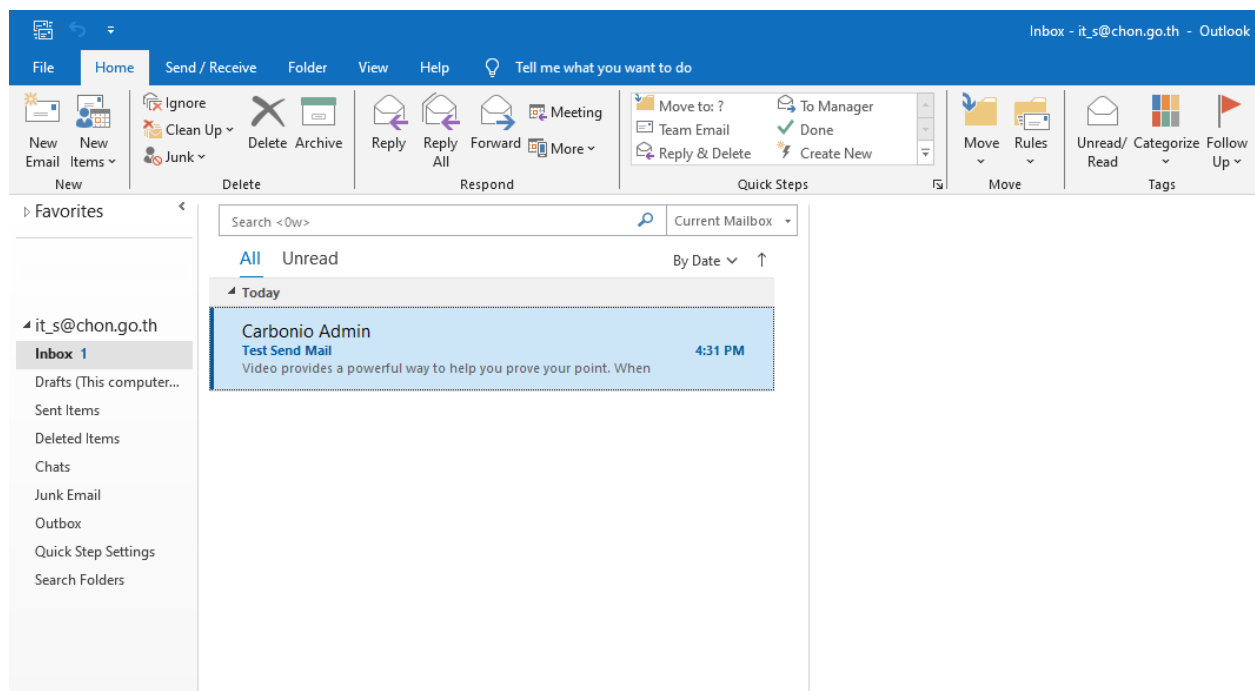 Inbox - it_s@chon.go.th - Outlook
File Home Send / Receive Folder View Help Tell me what you want to do
New Email
New Items
Ignore
Clean Up
Junk
Delete
Archive
Reply
Reply All
Forward
Meeting
More
Move to: ?
Team Email
Reply & Delete
To Manager
Done
Create New
Move
Rules
Unread/ Read
Categorize
Follow Up
New Delete Respond Quick Steps Move Tags
Favorites
it_s@chon.go.th
Inbox 1
Drafts (This computer...
Sent Items
Deleted Items
Chats
Junk Email
Outbox
Quick Step Settings
Search Folders
Search <0w> Current Mailbox
All Unread By Date
Today
Carbonio Admin
Test Send Mail 4:31 PM
Video provides a powerful way to help you prove your point. When